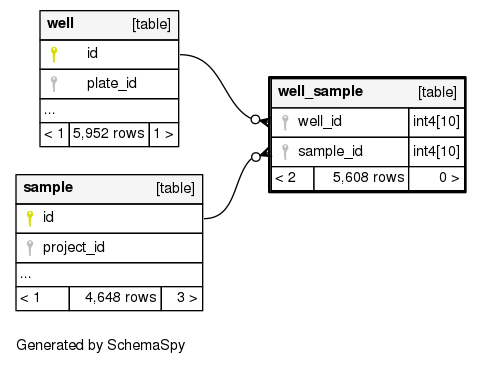 well [table]
id
plate_id
...
< 1 5,952 rows 1 >
well_sample [table]
well_id int4[10]
sample_id int4[10]
< 2 5,608 rows 0 >
sample [table]
id
project_id
...
< 1 4,648 rows 3 >
Generated by SchemaSpy